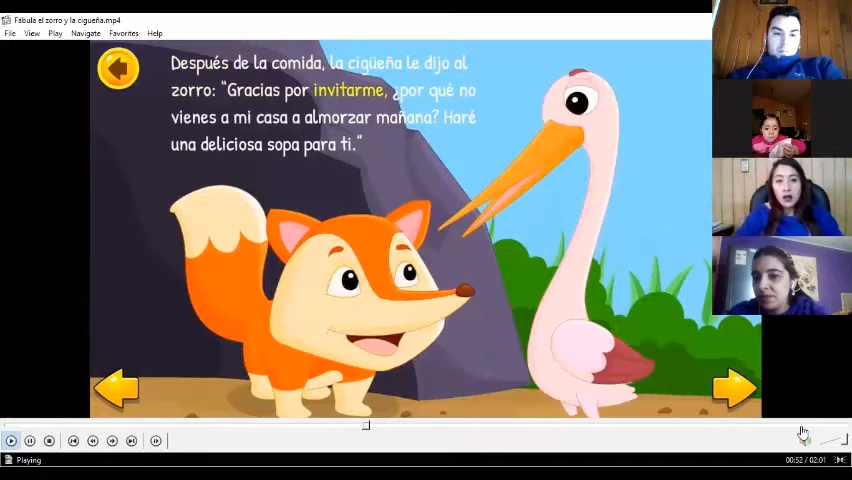 Fábula el zorro y la cigueña.mp4
File View Play Navigate Favorites Help
Después de la comida, la cigüeña le dijo al
zorro: “Gracias por invitarme, ¿por qué no
vienes a mi casa a almorzar mañana? Haré
una deliciosa sopa para ti.“
Playing
00:52 / 02:01